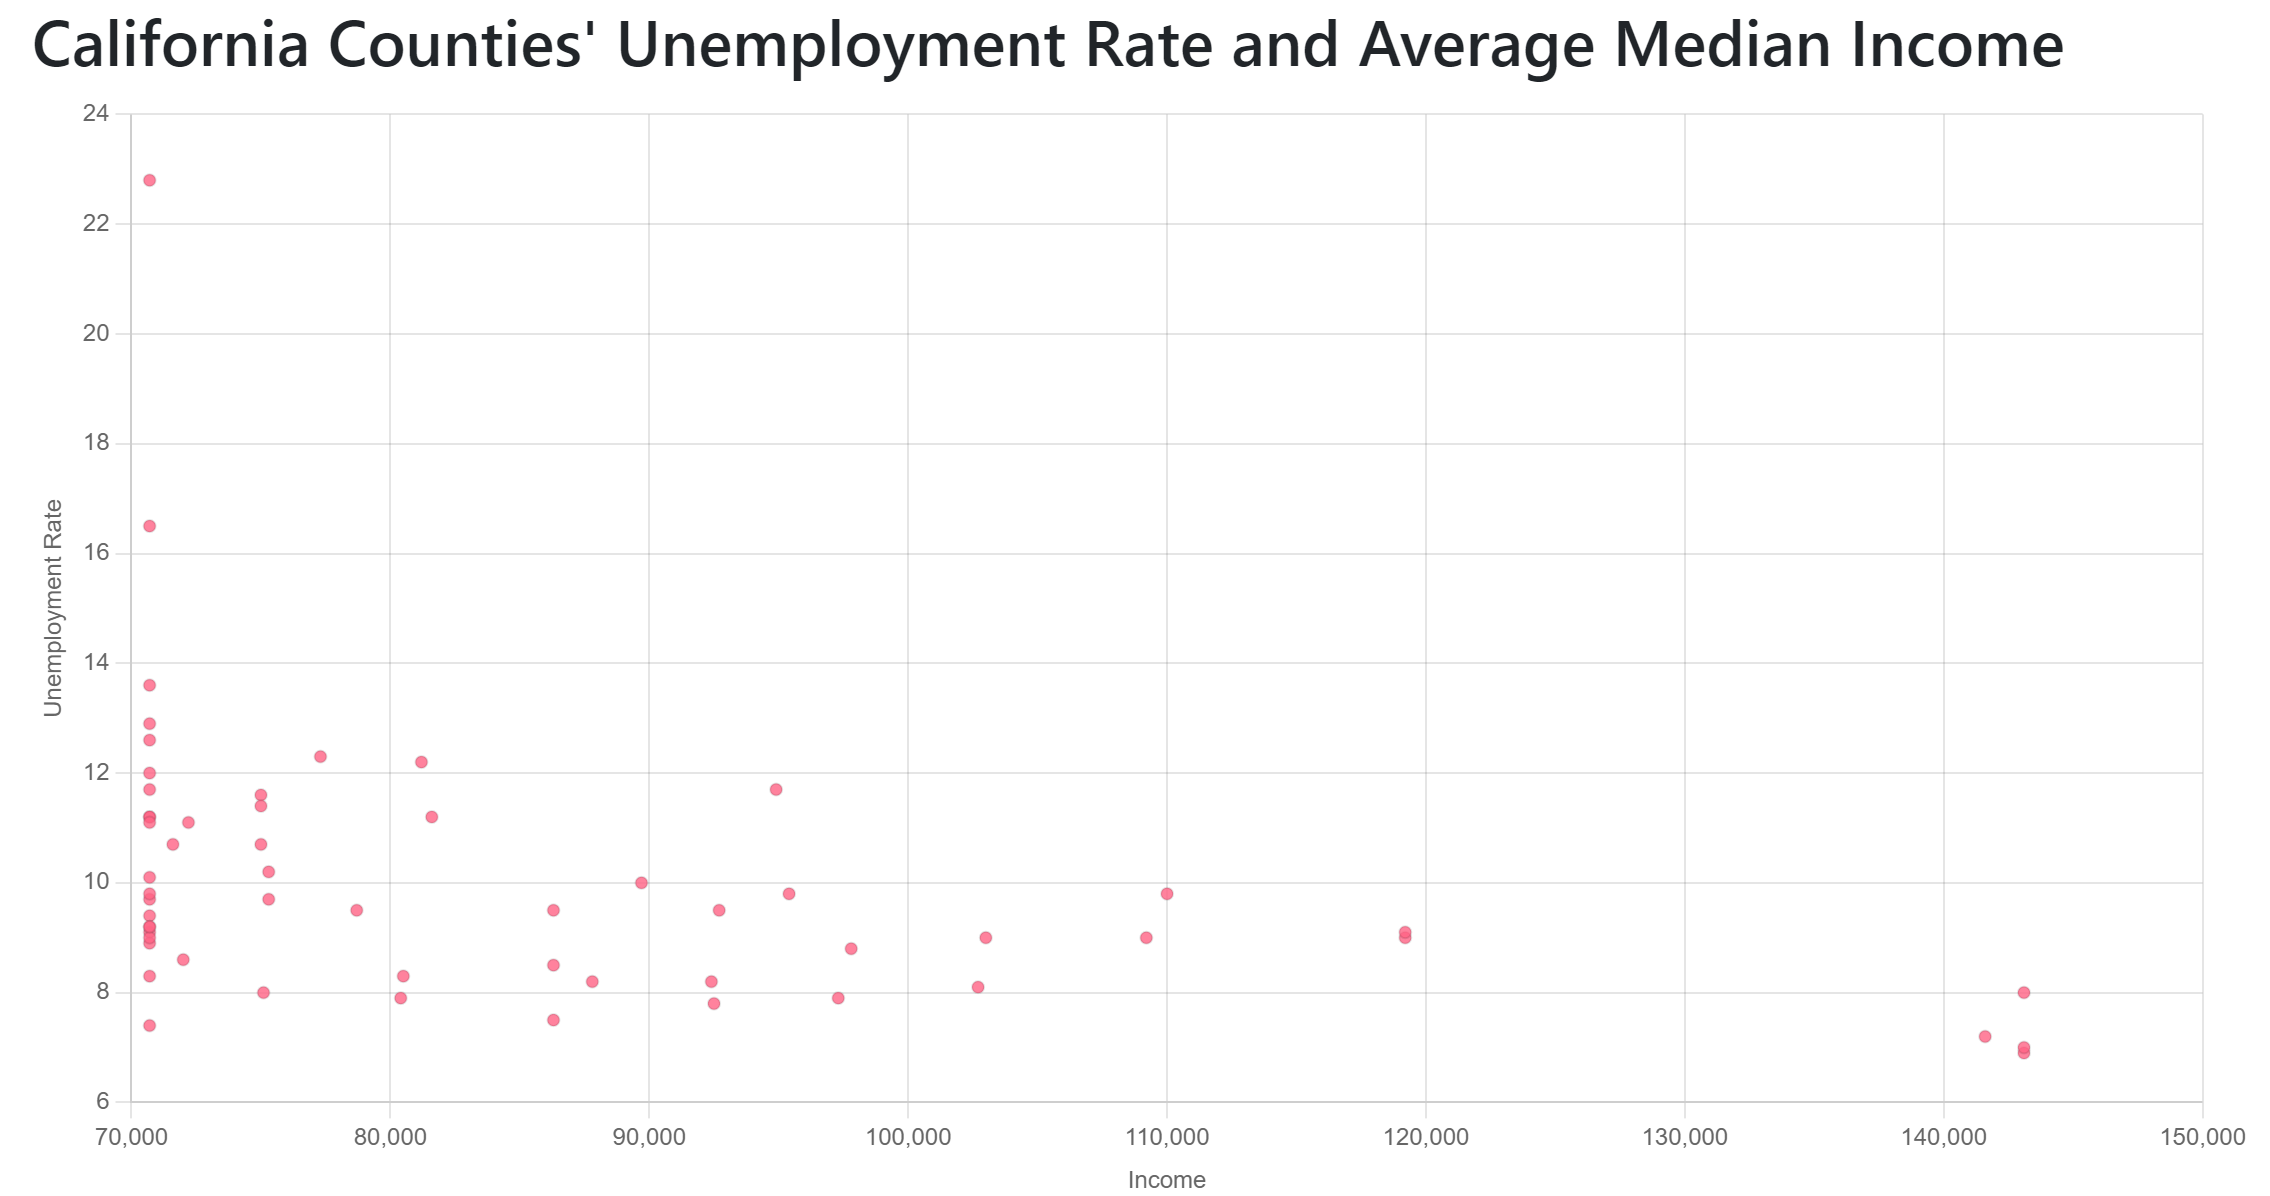 California Counties' Unemployment Rate and Average Median Income
24
22
20
18
16
14
12
10
8
6
Unemployment Rate
70,000 80,000 90,000 100,000 110,000 120,000 130,000 140,000 150,000
Income